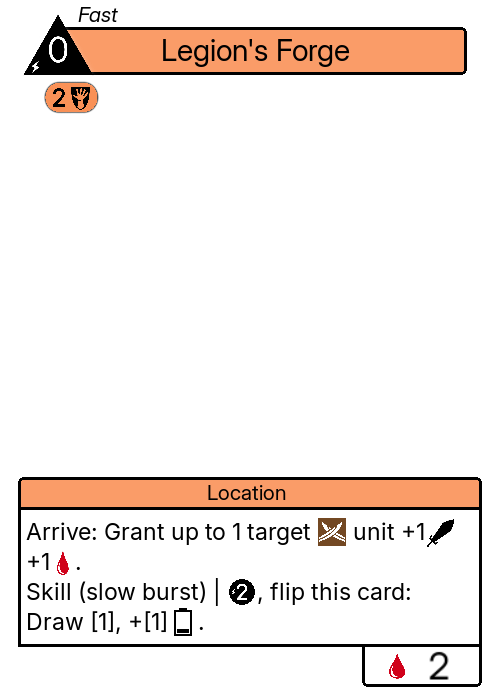 Fast
0 Legion's Forge
2
Location
Arrive: Grant up to 1 target unit +1
+1 .
Skill (slow burst) | 2, flip this card:
Draw [1], +[1] .
2